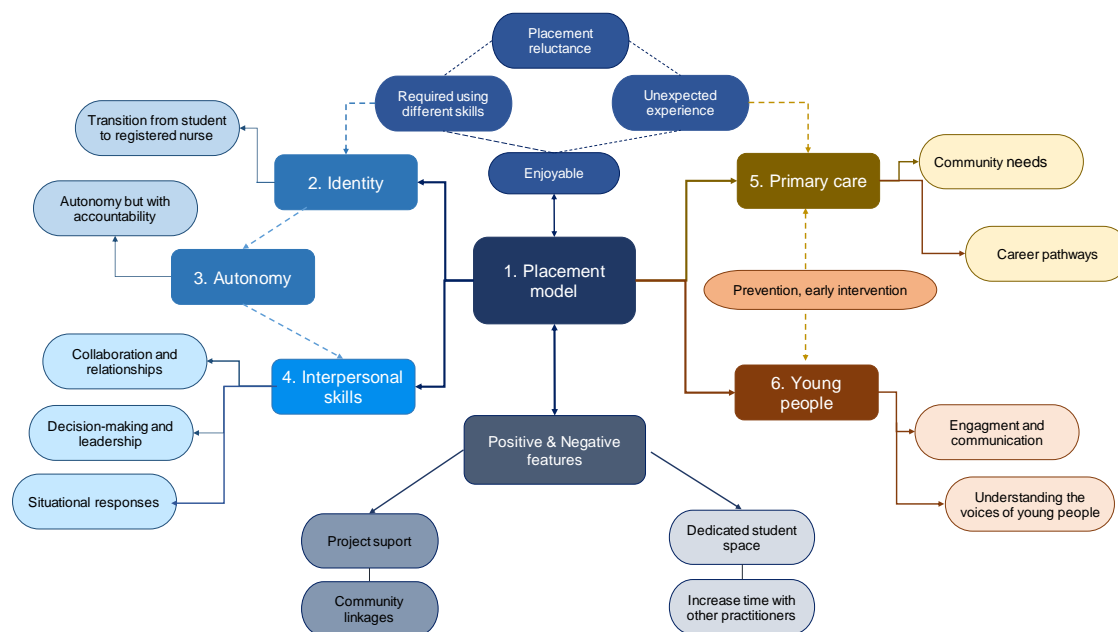 Placement
reluctance
Required using
different skills
Unexpected
experience
Enjoyable
Transition from student
to registered nurse
2. Identity
Autonomy but with
accountability
3. Autonomy
1. Placement
model
5. Primary care
Community needs
Career pathways
Prevention, early intervention
Collaboration and
relationships
4. Interpersonal
skills
Decision-making and
leadership
Situational responses
6. Young
people
Engagment and
communication
Understanding the
voices of young people
Positive & Negative
features
Project suport
Community
linkages
Dedicated student
space
Increase time with
other practitioners